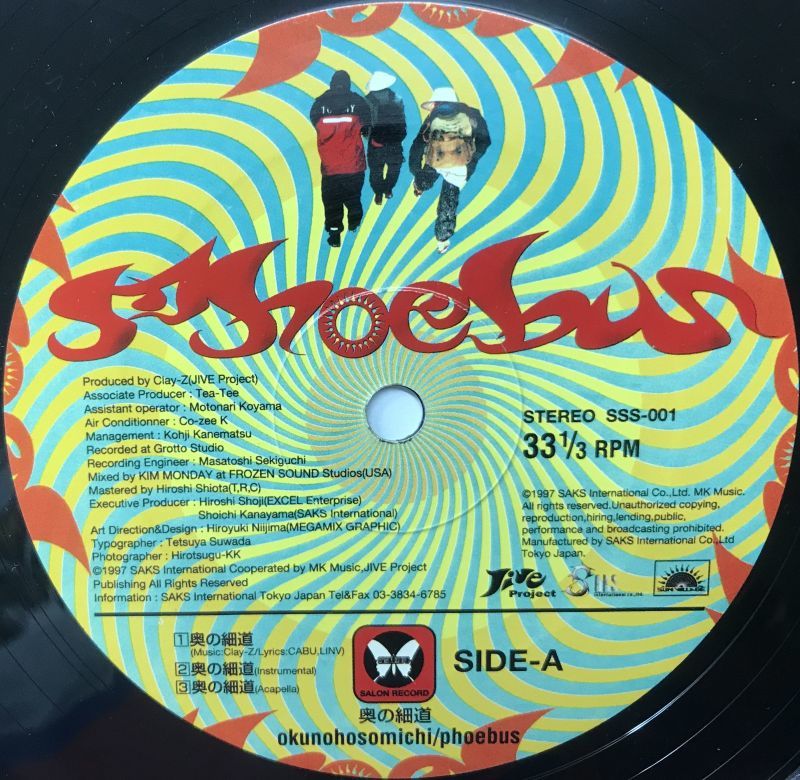 Phoebus
Produced by Clay-Z(JIVE Project)
Associate Producer : Tea-Tee
Assistant operator : Motonari Koyama
Air Conditionner : Co-zee K
Management : Kohji Kanematsu
Recorded at Grotto Studio
Recording Engineer : Masatoshi Sekiguchi
Mixed by KIM MONDAY at FROZEN SOUND Studios(USA)
Mastered by Hiroshi Shiota(T,R,C)
Executive Producer : Hiroshi Shoji(EXCEL Enterprise)
Shoichi Kanayama(SAKS International)
Art Direction&Design : Hiroyuki Niijima(MEGAMIX GRAPHIC)
Typographer : Tetsuya Suwada
Photographer : Hirotsugu-KK
©1997 SAKS International Cooperated by MK Music,JIVE Project
Publishing All Rights Reserved
Information : SAKS International Tokyo Japan Tel&Fax 03-3834-6785
STEREO SSS-001
33 1/3 RPM
©1997 SAKS International Co.,Ltd. MK Music.
All rights reserved.Unauthorized copying,
reproduction,hiring,lending,public,
performance and broadcasting prohibited.
Manufactured by SAKS International Co.,Ltd
Tokyo Japan.
Jive
Project
SUN VILLAGE
1 奥の細道
(Music:Clay-Z/Lyrics:CABU,LINV)
2 奥の細道(Instrumental)
3 奥の細道(Acapella)
SALON RECORD
SIDE-A
奥の細道
okunohosomichi/phoebus